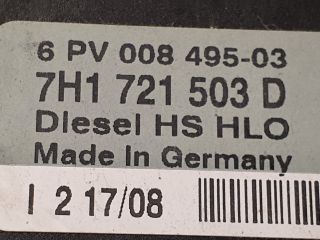 6 PV 008 495-03
7H1 721 503 D
Diesel HS HLO
Made In Germany
I 2 17/08